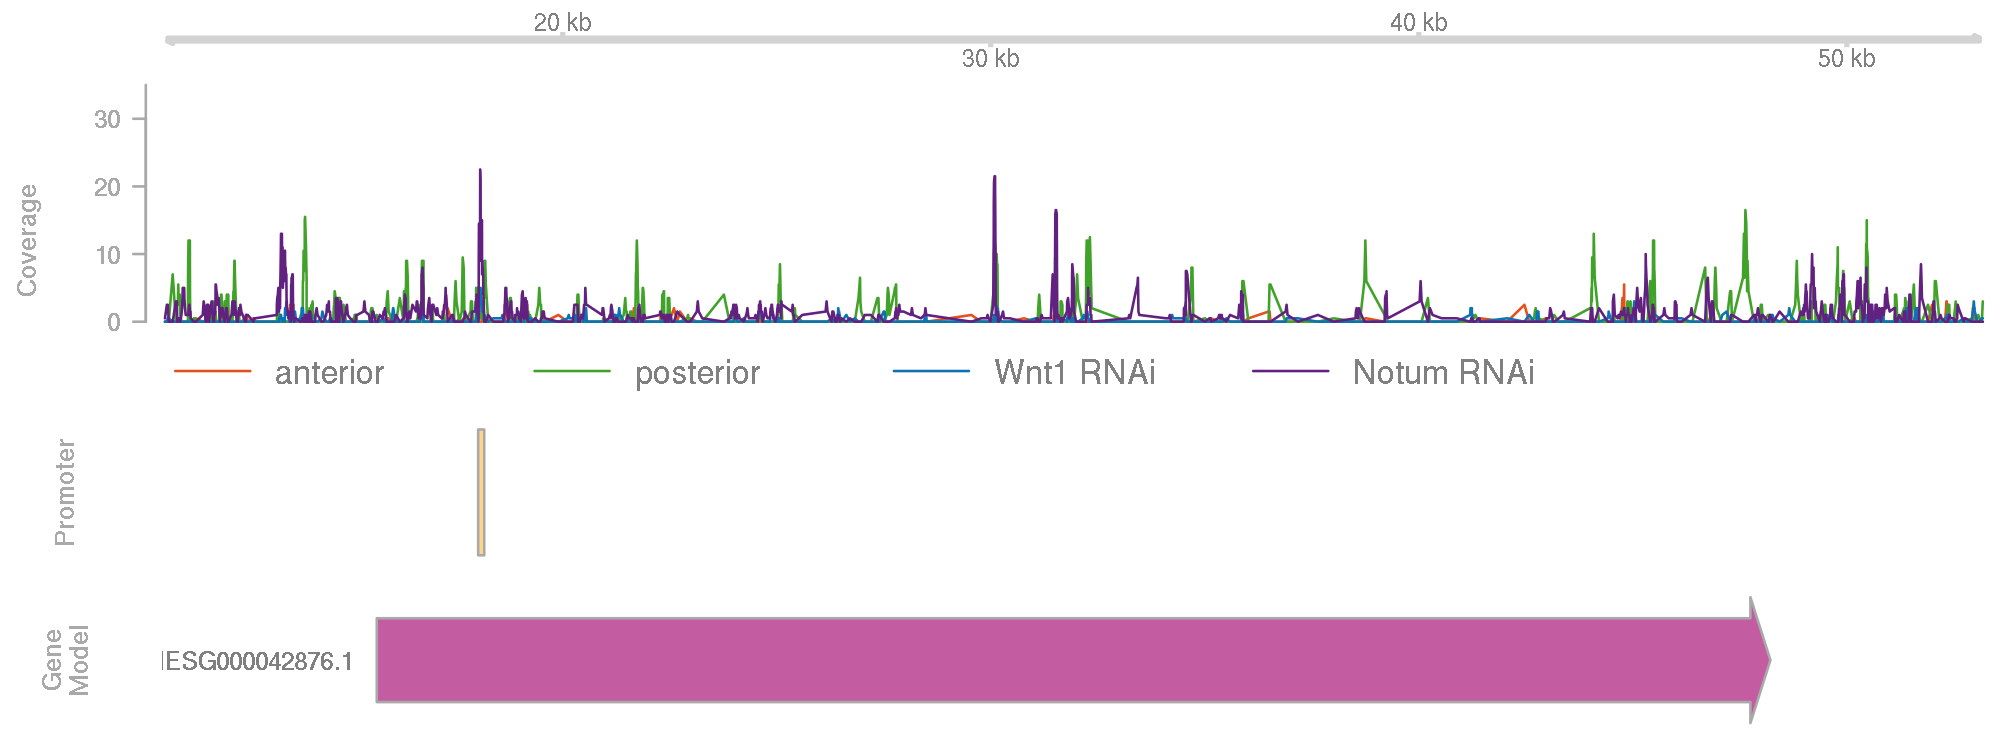 20 kb
40 kb
30 kb
50 kb
Coverage
30
20
10
0
anterior
posterior
Wnt1 RNAi
Notum RNAi
Promoter
Gene
Model
ESG000042876.1